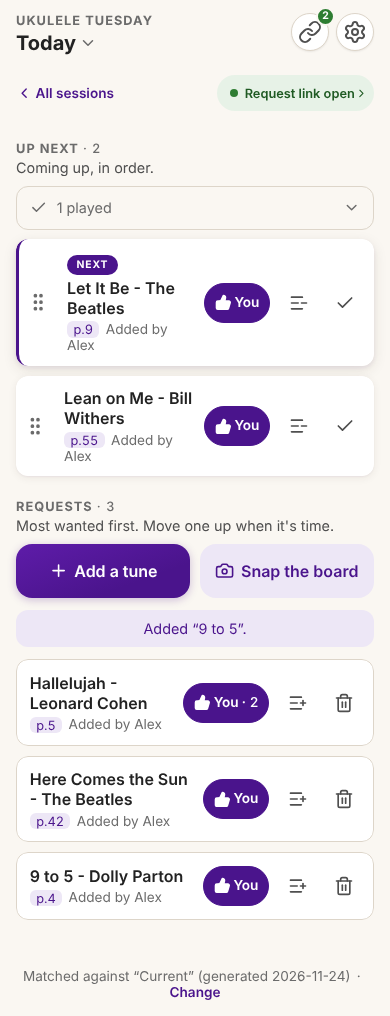 UKULELE TUESDAY
Today
2
All sessions
Request link open
UP NEXT · 2
Coming up, in order.
1 played
NEXT
Let It Be - The
Beatles
p.9 Added by
Alex
You
Lean on Me - Bill
Withers
p.55 Added by
Alex
You
REQUESTS · 3
Most wanted first. Move one up when it's time.
Add a tune
Snap the board
Added “9 to 5”.
Hallelujah -
Leonard Cohen
p.5 Added by Alex
You · 2
Here Comes the Sun
- The Beatles
p.42 Added by Alex
You
9 to 5 - Dolly Parton
p.4 Added by Alex
You
Matched against “Current” (generated 2026-11-24) ·
Change